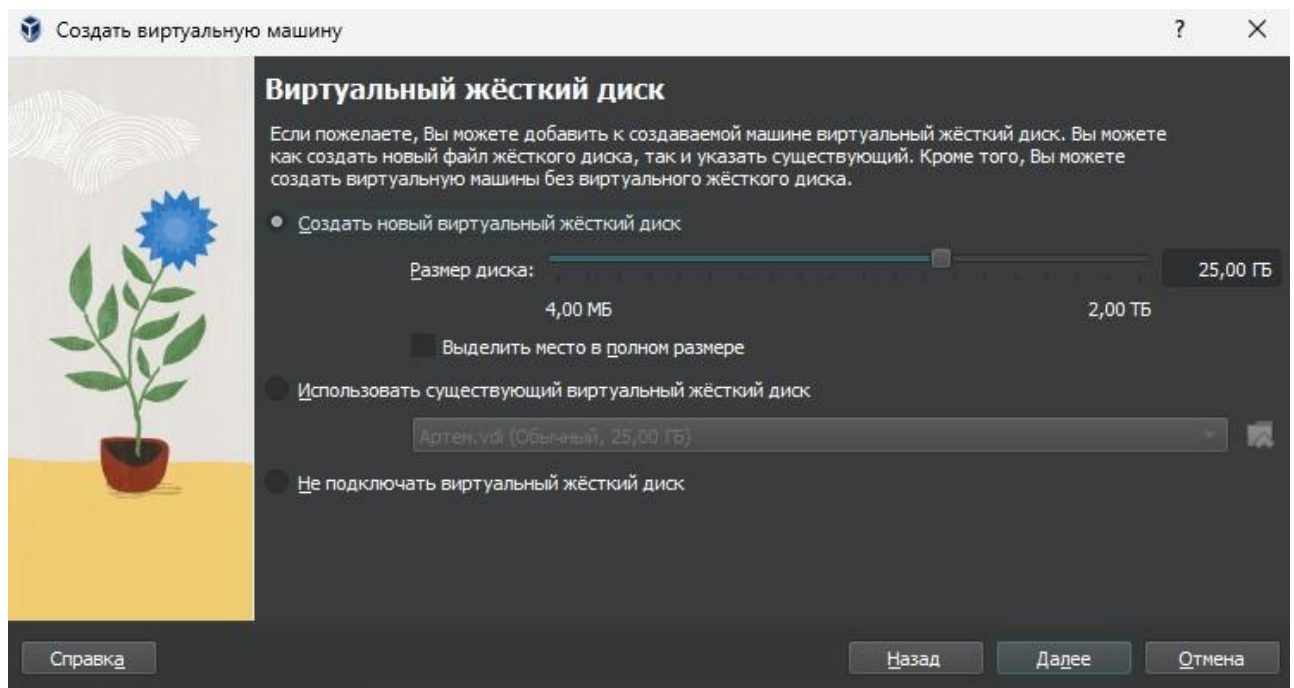 Создать виртуальную машину
?
Виртуальный жёсткий диск
Если пожелаете, Вы можете добавить к создаваемой машине виртуальный жёсткий диск. Вы можете
как создать новый файл жёсткого диска, так и указать существующий. Кроме того, Вы можете
создать виртуальную машины без виртуального жёсткого диска.
Создать новый виртуальный жёсткий диск
Размер диска:
25,00 ГБ
4,00 МБ
2,00 ТБ
Выделить место в полном размере
Использовать существующий виртуальный жёсткий диск
Артем.vdi (Обычный, 25,00 ГБ)
Не подключать виртуальный жёсткий диск
Справка
Назад
Далее
Отмена